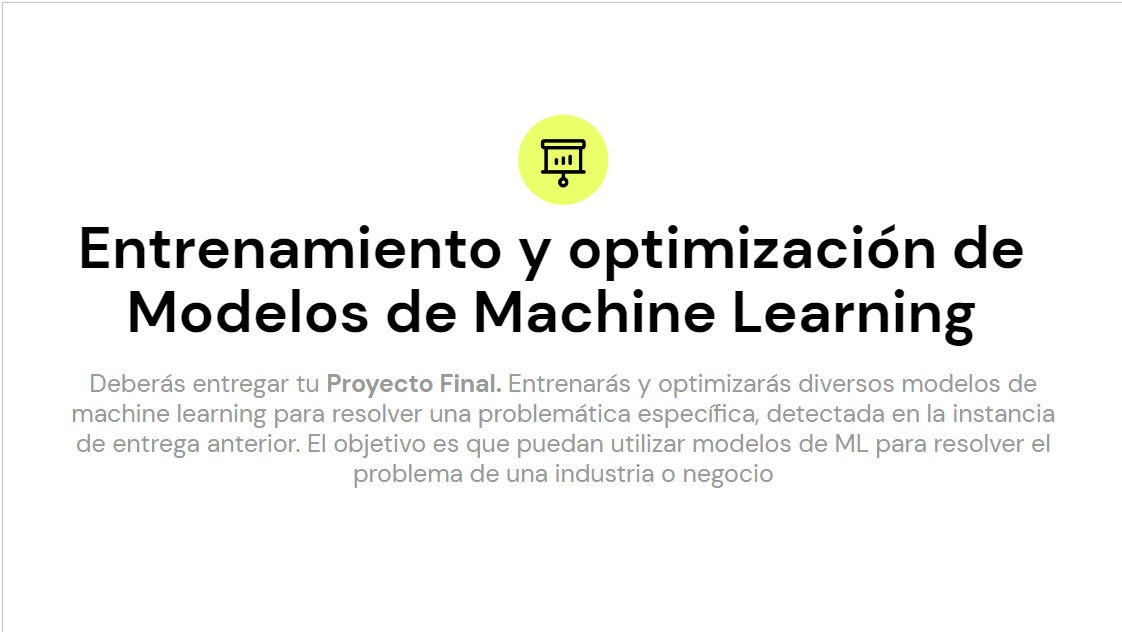 Entrenamiento y optimización de
Modelos de Machine Learning
Deberás entregar tu Proyecto Final. Entrenarás y optimizarás diversos modelos de
machine learning para resolver una problemática específica, detectada en la instancia
de entrega anterior. El objetivo es que puedan utilizar modelos de ML para resolver el
problema de una industria o negocio